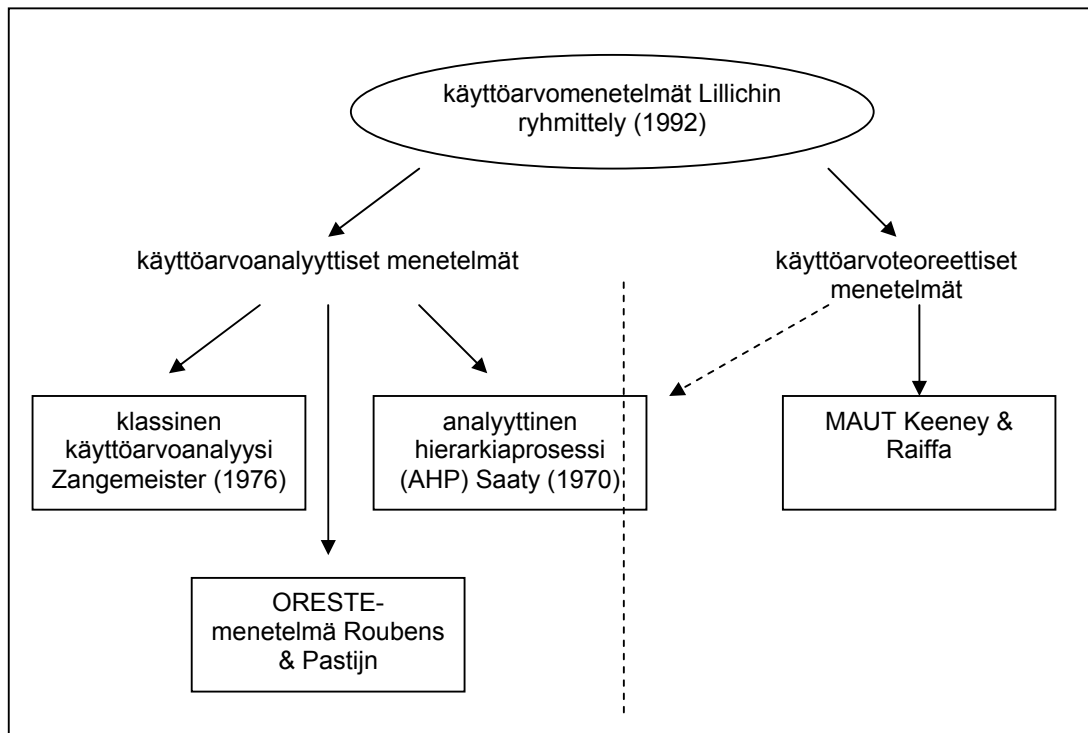 käyttöarvomenetelmät Lillichin
ryhmittely (1992)
käyttöarvoanalyyttiset menetelmät
käyttöarvoteoreettiset
menetelmät
klassinen
käyttöarvoanalyysi
Zangemeister (1976)
analyyttinen
hierarkiaprosessi
(AHP) Saaty (1970)
MAUT Keeney &
Raiffa
ORESTE-
menetelmä Roubens
& Pastijn